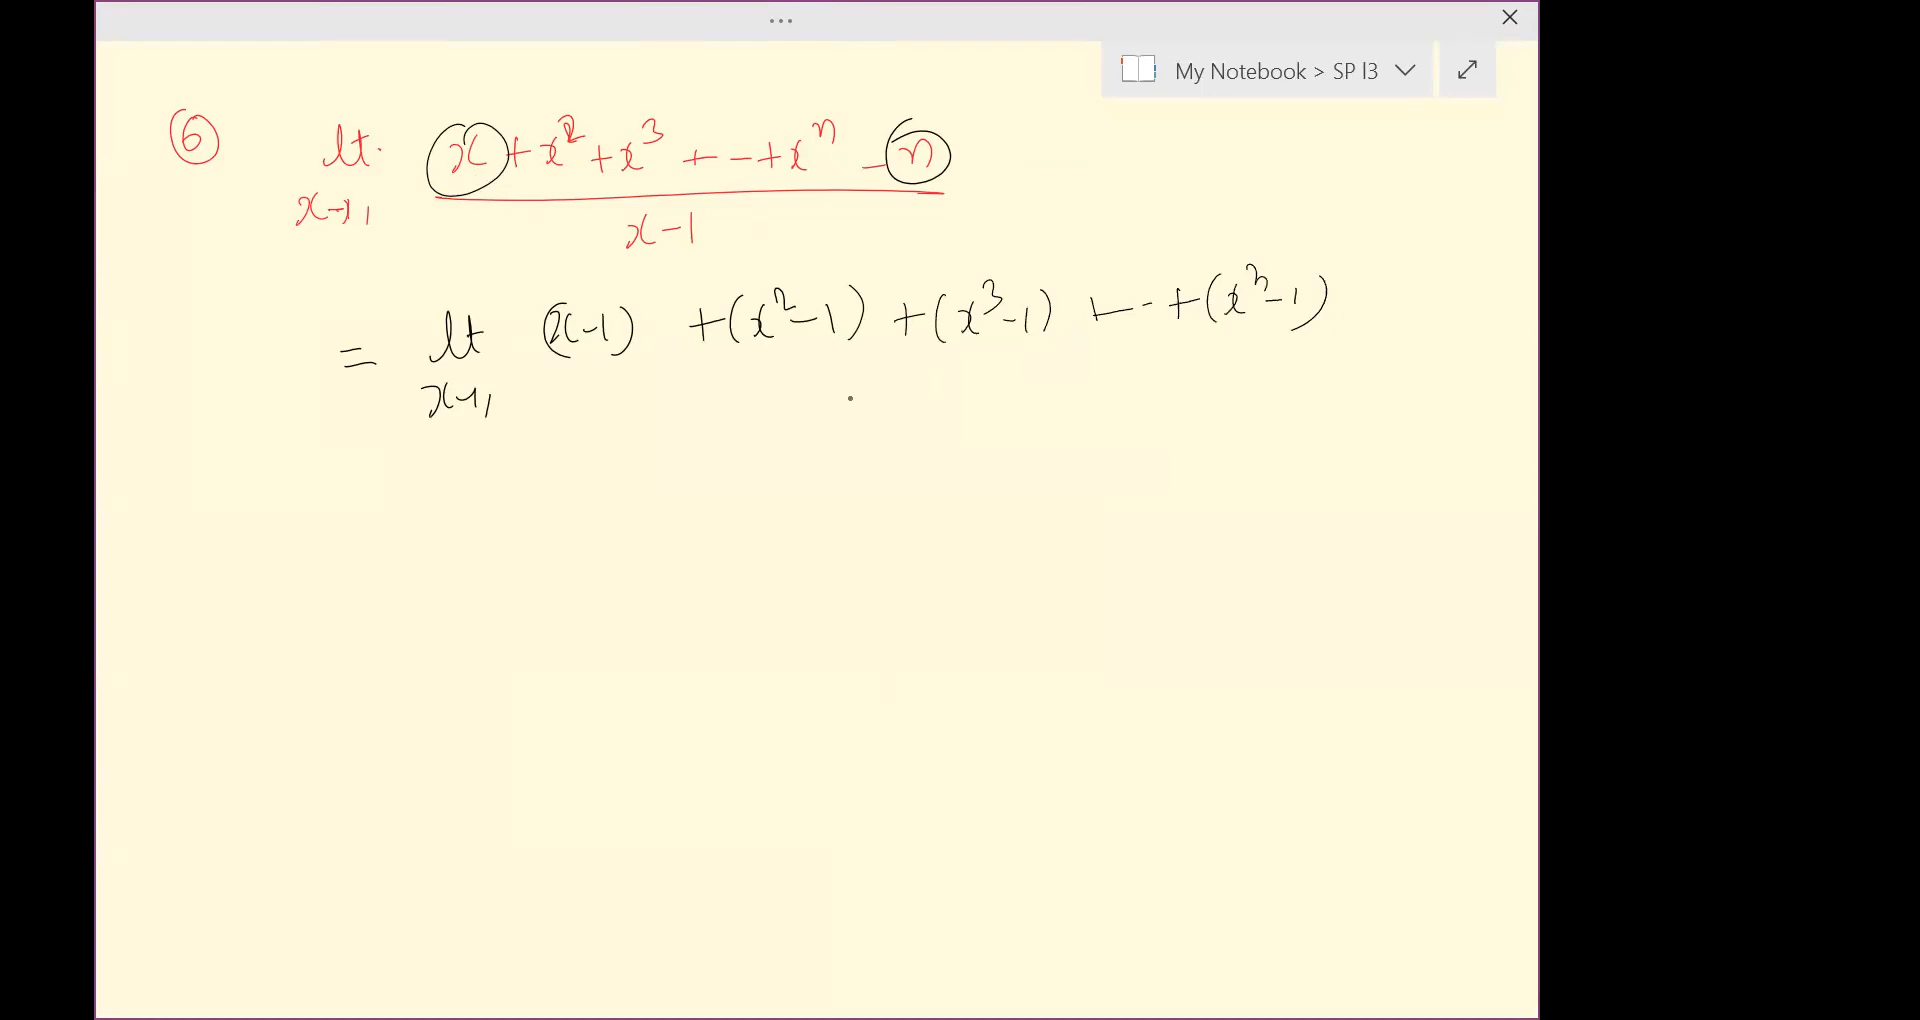 My Notebook > SP l3
⑥ lt. x + x² + x³ + - - + xⁿ - n
x→1 x-1
= lt (x-1) + (x²-1) + (x³-1) + - - + (xⁿ-1)
x→1